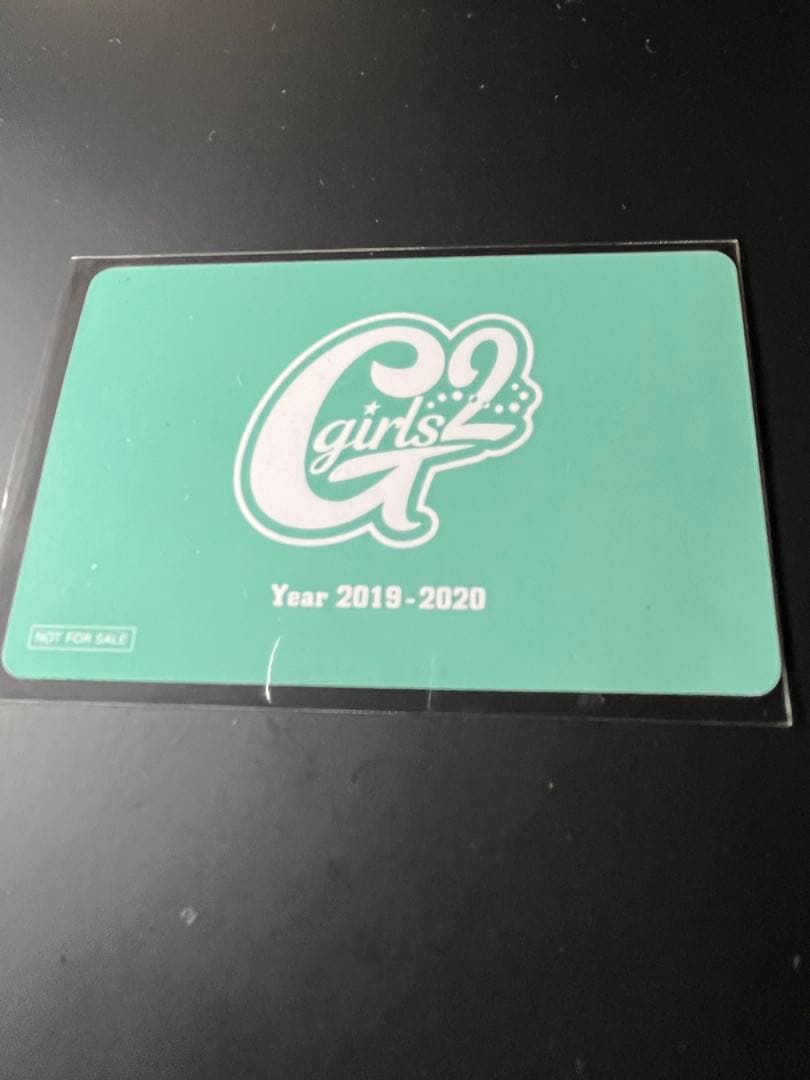 G girls2
Year 2019-2020
NOT FOR SALE